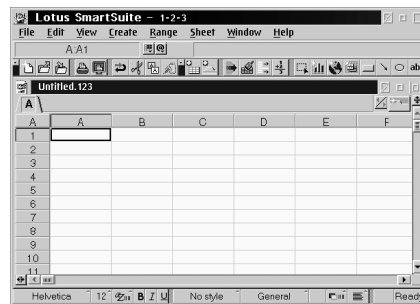 Lotus SmartSuite – 1-2-3
File Edit View Create Range Sheet Window Help
A:A1
ab
Untitled.123
A
A A B C D E F
1
2
3
4
5
6
7
8
9
10
11
Helvetica 12 B I U No style General Read